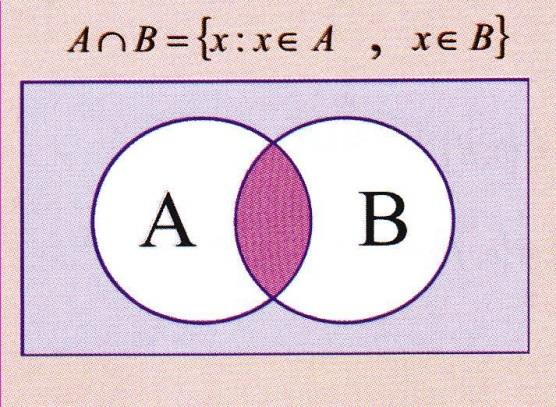 A∩B={x:x∈ A , x∈ B}
A B